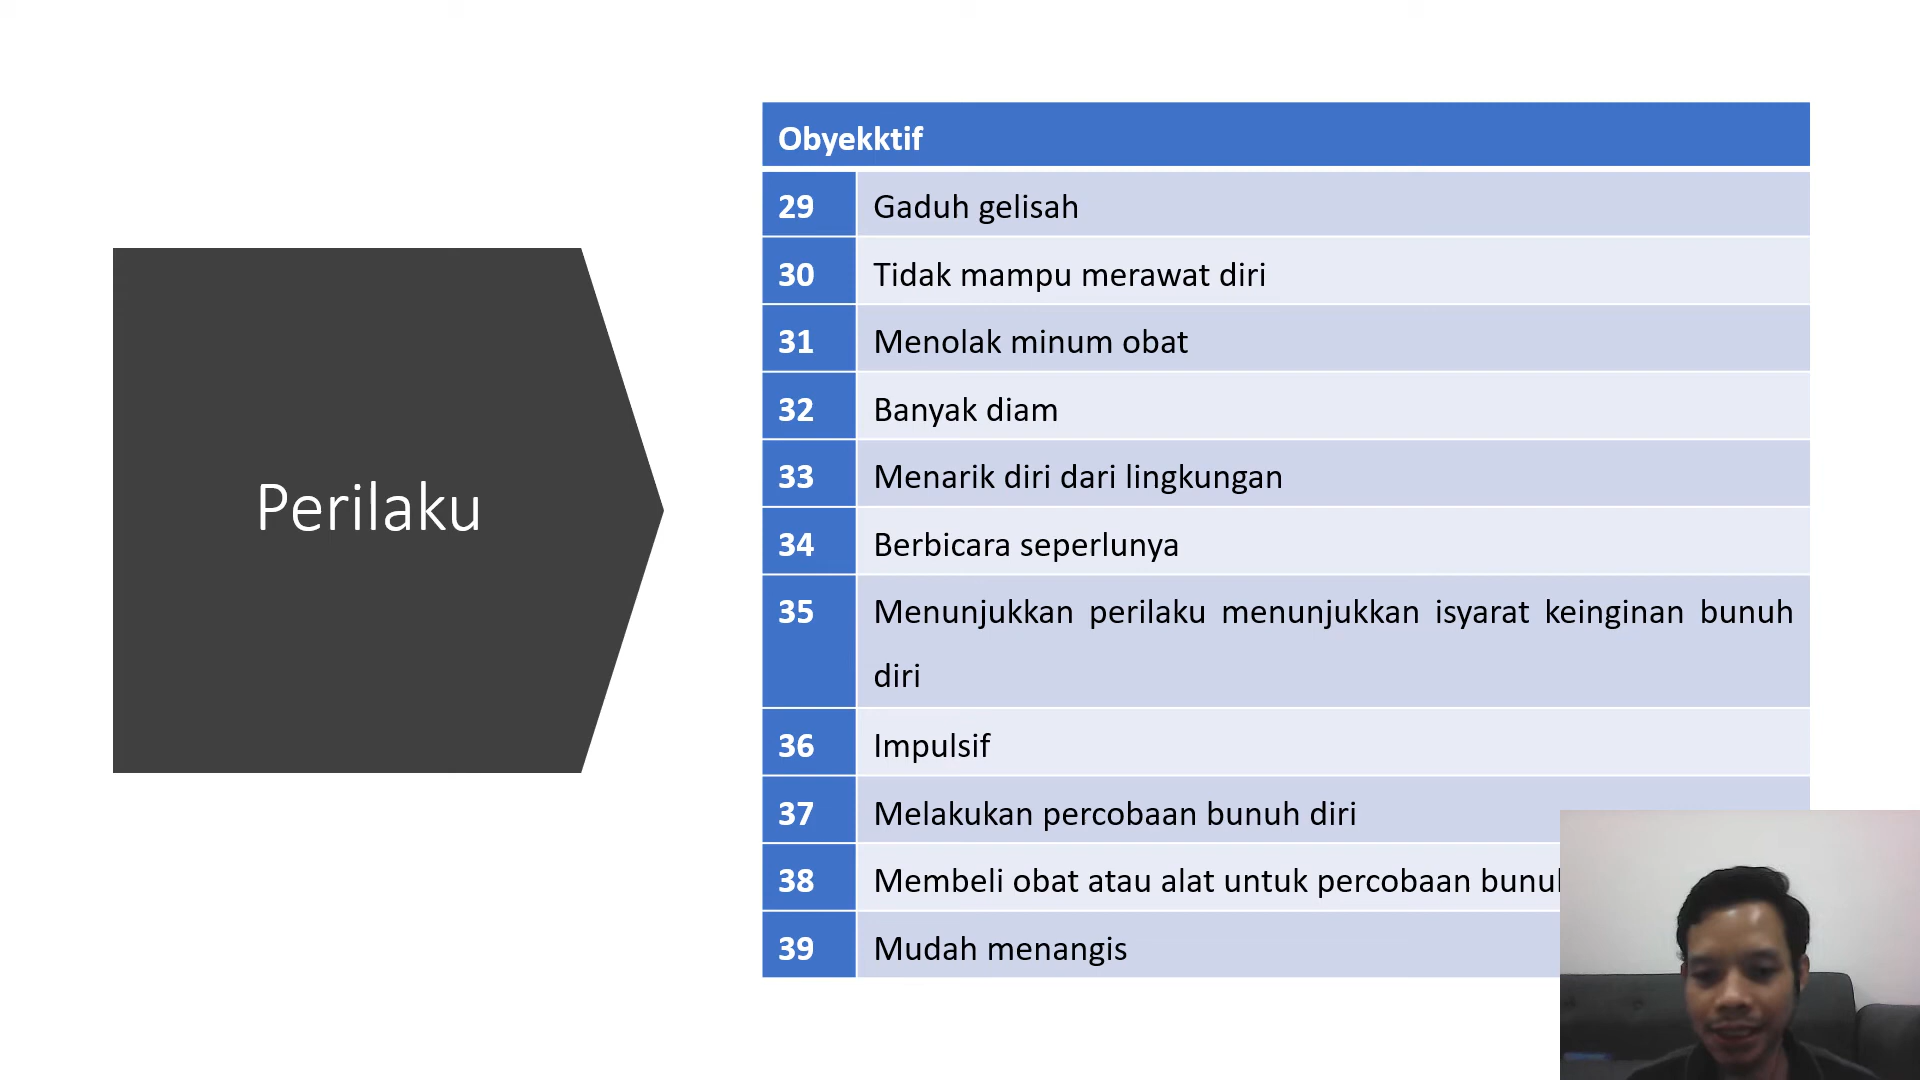 Perilaku
Obyekktif
29 Gaduh gelisah
30 Tidak mampu merawat diri
31 Menolak minum obat
32 Banyak diam
33 Menarik diri dari lingkungan
34 Berbicara seperlunya
35 Menunjukkan perilaku menunjukkan isyarat keinginan bunuh
diri
36 Impulsif
37 Melakukan percobaan bunuh diri
38 Membeli obat atau alat untuk percobaan
39 Mudah menangis